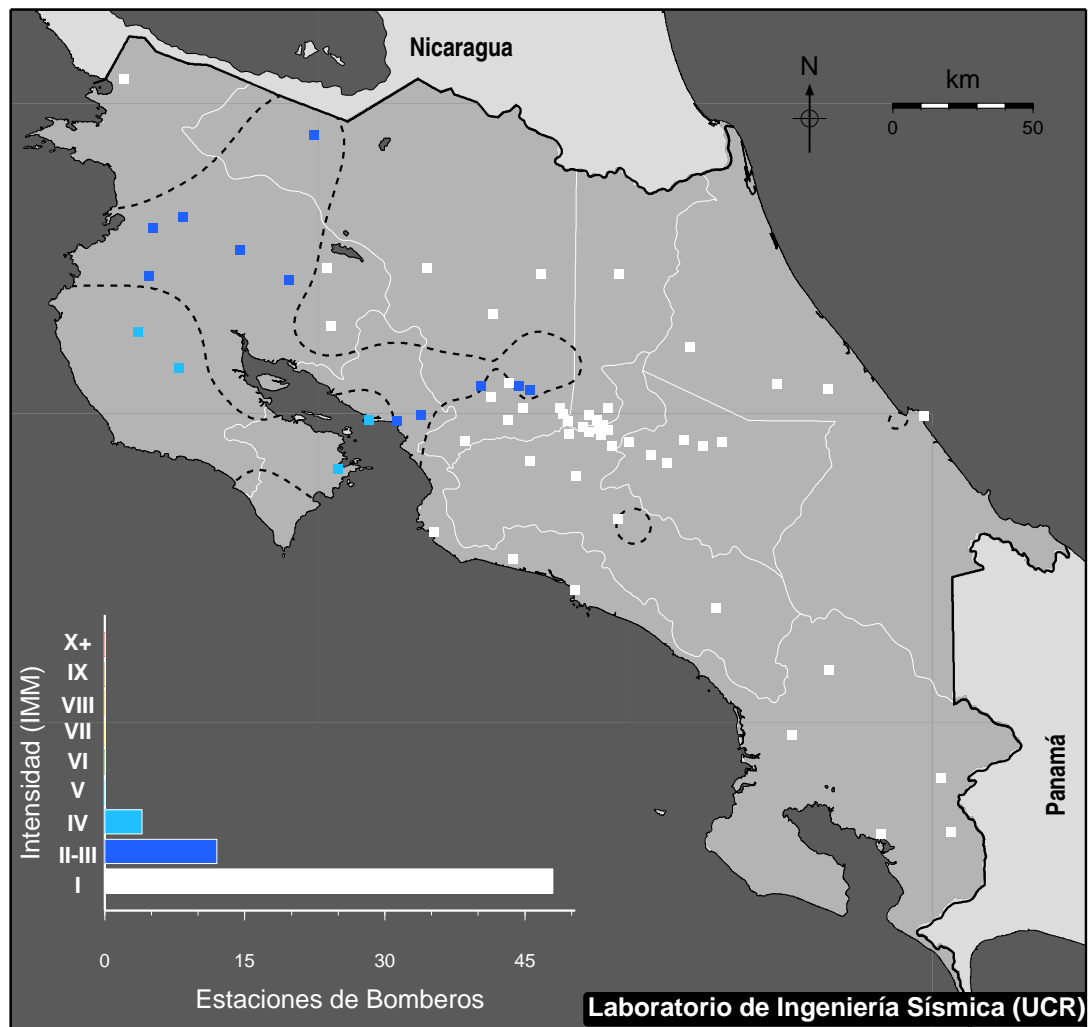 Nicaragua
N
km
0 50
X+
IX
VIII
VII
VI
V
IV
II-III
I
Intensidad (IMM)
0 15 30 45
Estaciones de Bomberos
Panamá
Laboratorio de Ingeniería Sísmica (UCR)